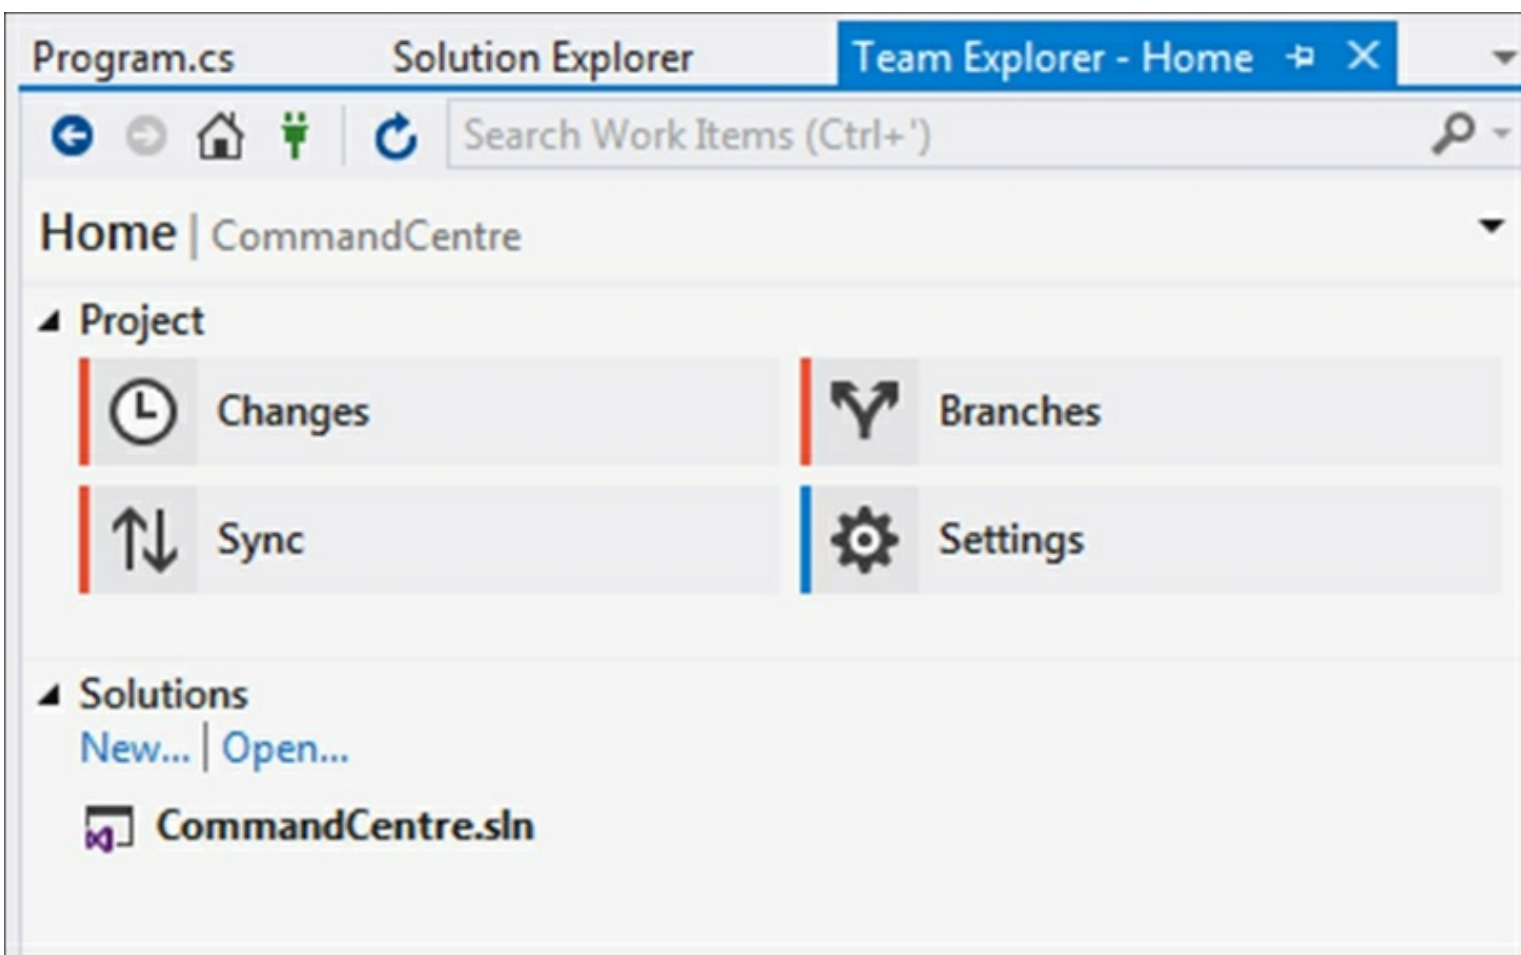 Program.cs Solution Explorer Team Explorer - Home
Search Work Items (Ctrl+')
Home | CommandCentre
Project
Changes Branches
Sync Settings
Solutions
New... | Open...
CommandCentre.sln